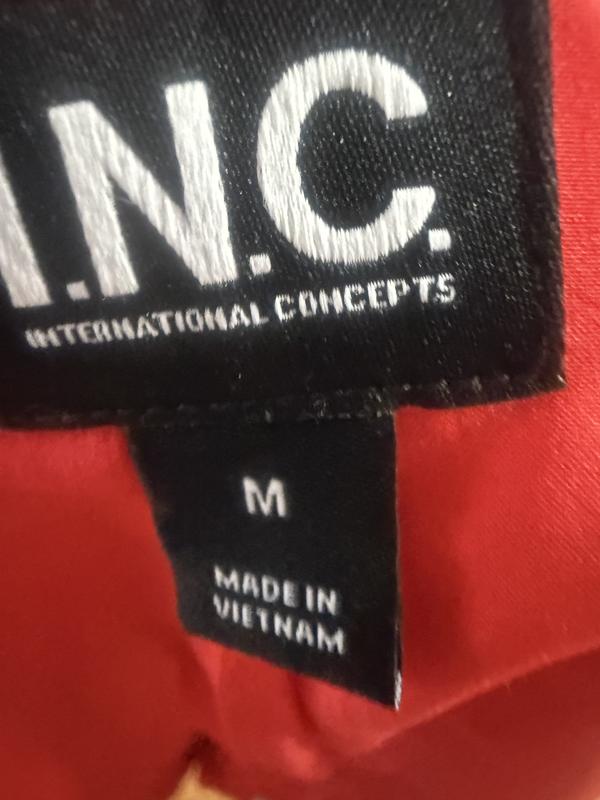 I.N.C.
INTERNATIONAL CONCEPTS
M
MADE IN
VIETNAM